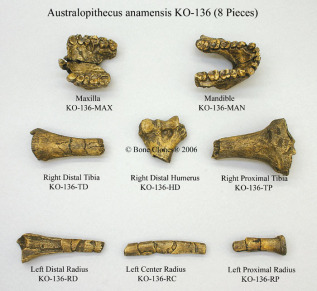 Australopithecus anamensis KO-136 (8 Pieces)
Maxilla
KO-136-MAX
Mandible
KO-136-MAN
© Bone Clones® 2006
Right Distal Tibia
KO-136-TD
Right Distal Humerus
KO-136-HD
Right Proximal Tibia
KO-136-TP
Left Distal Radius
KO-136-RD
Left Center Radius
KO-136-RC
Left Proximal Radius
KO-136-RP